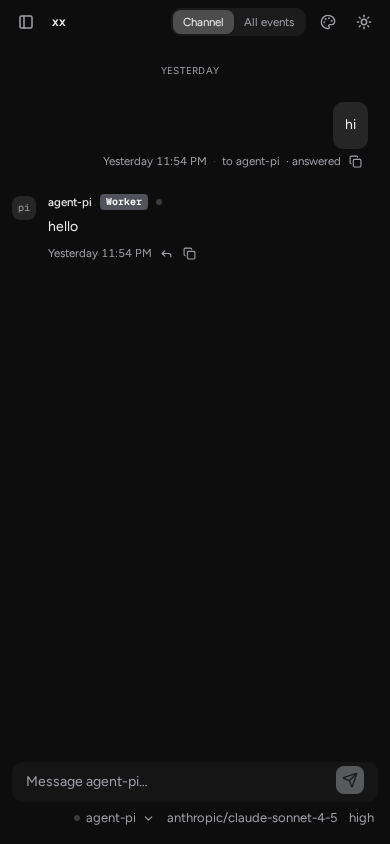 xx Channel All events
YESTERDAY
hi
Yesterday 11:54 PM · to agent-pi · answered
pi agent-pi Worker
hello
Yesterday 11:54 PM
Message agent-pi...
agent-pi anthropic/claude-sonnet-4-5 high